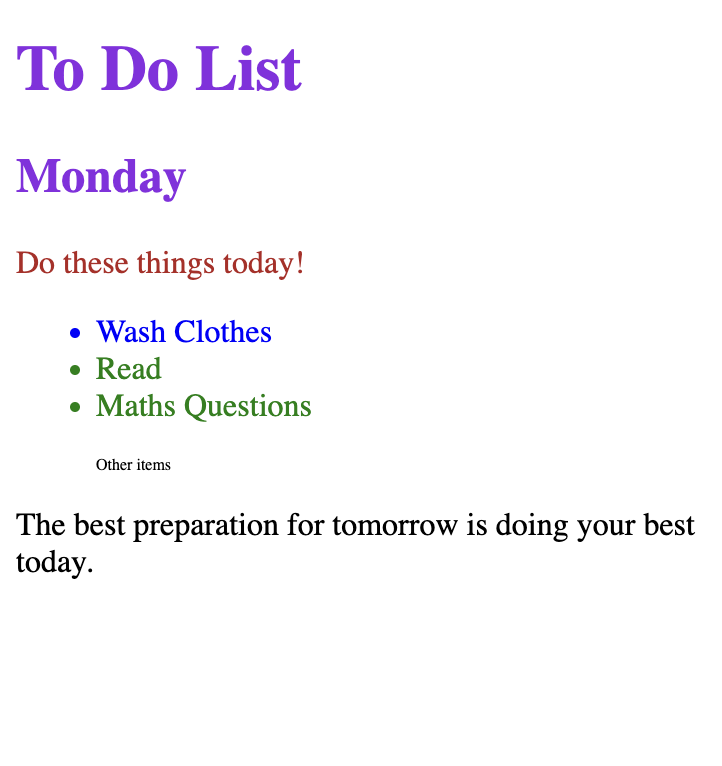 To Do List
Monday
Do these things today!
• Wash Clothes
• Read
• Maths Questions
Other items
The best preparation for tomorrow is doing your best
today.